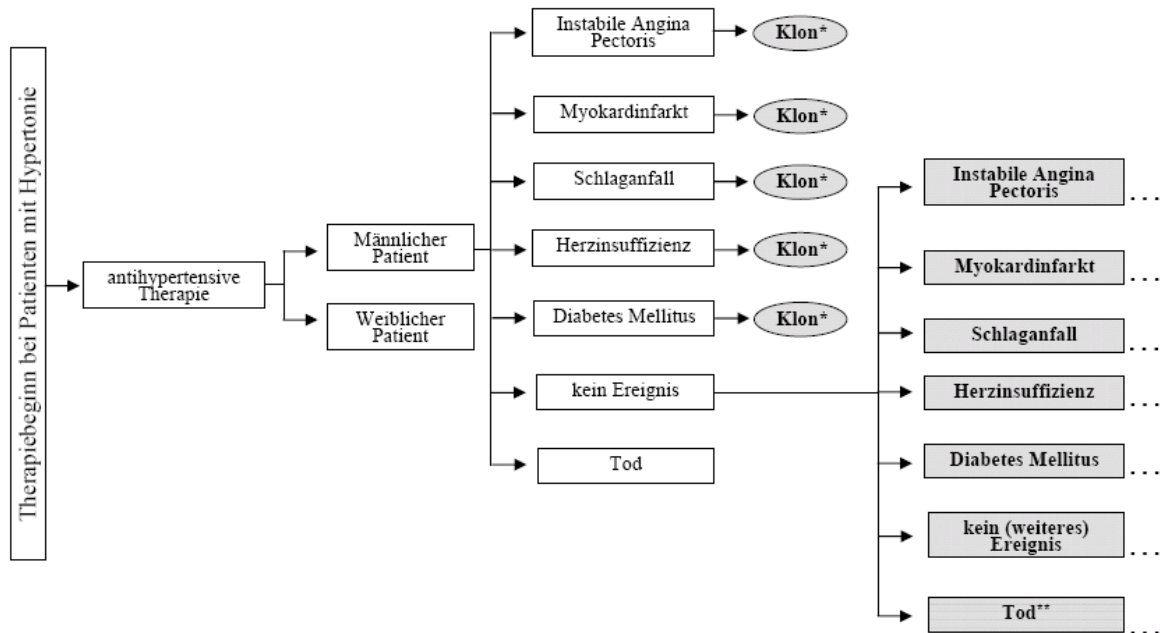 Therapiebeginn bei Patienten mit Hypertonie
antihypertensive
Therapie
Männlicher
Patient
Weiblicher
Patient
Instabile Angina
Pectoris
Klon*
Myokardinfarkt
Klon*
Schlaganfall
Klon*
Herzinsuffizienz
Klon*
Diabetes Mellitus
Klon*
kein Ereignis
Tod
Instabile Angina
Pectoris
...
Myokardinfarkt
...
Schlaganfall
...
Herzinsuffizienz
...
Diabetes Mellitus
...
kein (weiteres)
Ereignis
...
Tod**
...